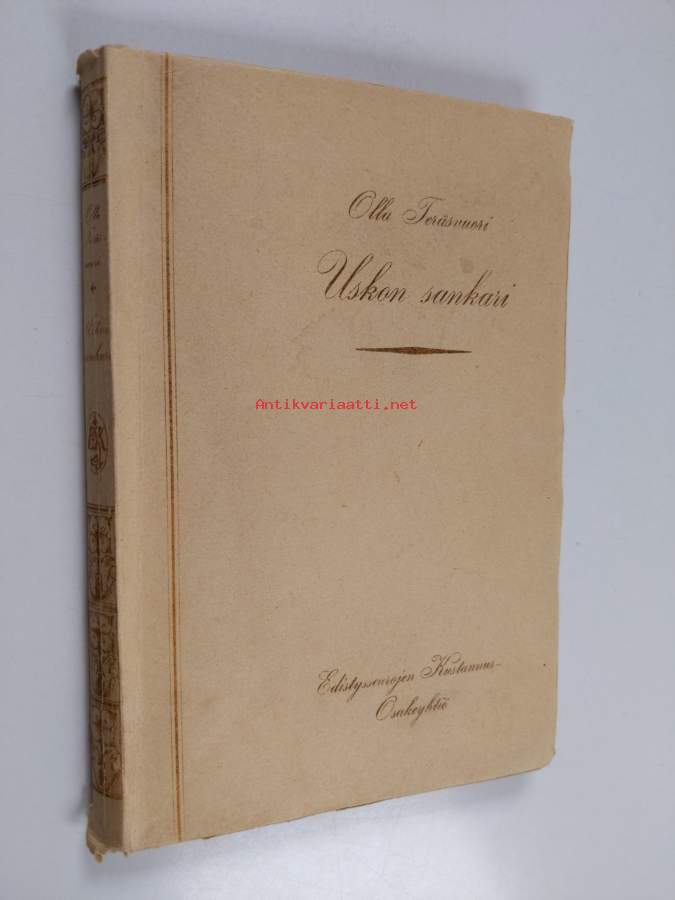 Olla Teräsvuori
Uskon sankari
Antikvariaatti.net
Edistysseurojen Kustannus-
Osakeyhtiö